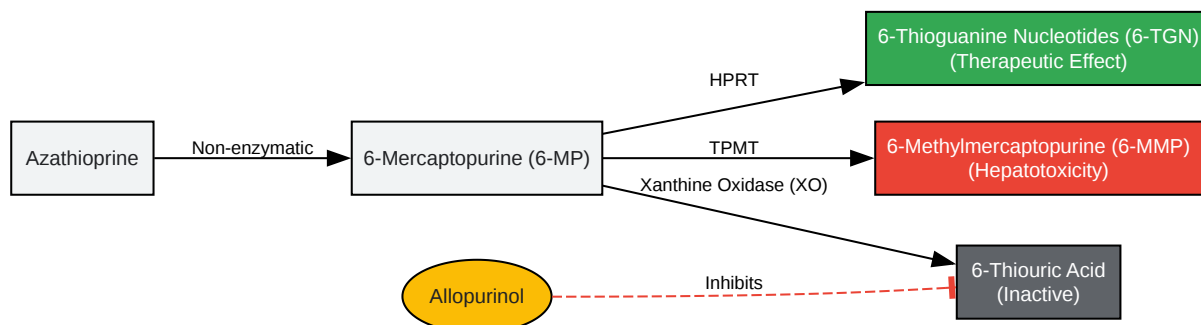 6-Thioguanine Nucleotides (6-TGN)
(Therapeutic Effect)
HPRT
Azathioprine
Non-enzymatic
6-Mercaptopurine (6-MP)
TPMT
6-Methylmercaptopurine (6-MMP)
(Hepatotoxicity)
Xanthine Oxidase (XO)
6-Thiouric Acid
(Inactive)
Allopurinol
Inhibits